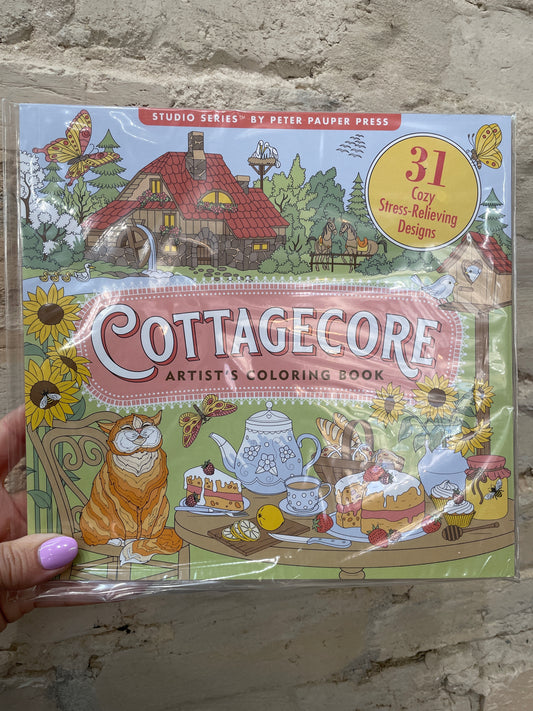 STUDIO SERIES™ BY PETER PAUPER PRESS
31
Cozy
Stress-Relieving
Designs
COTTAGECORE
ARTIST'S COLORING BOOK